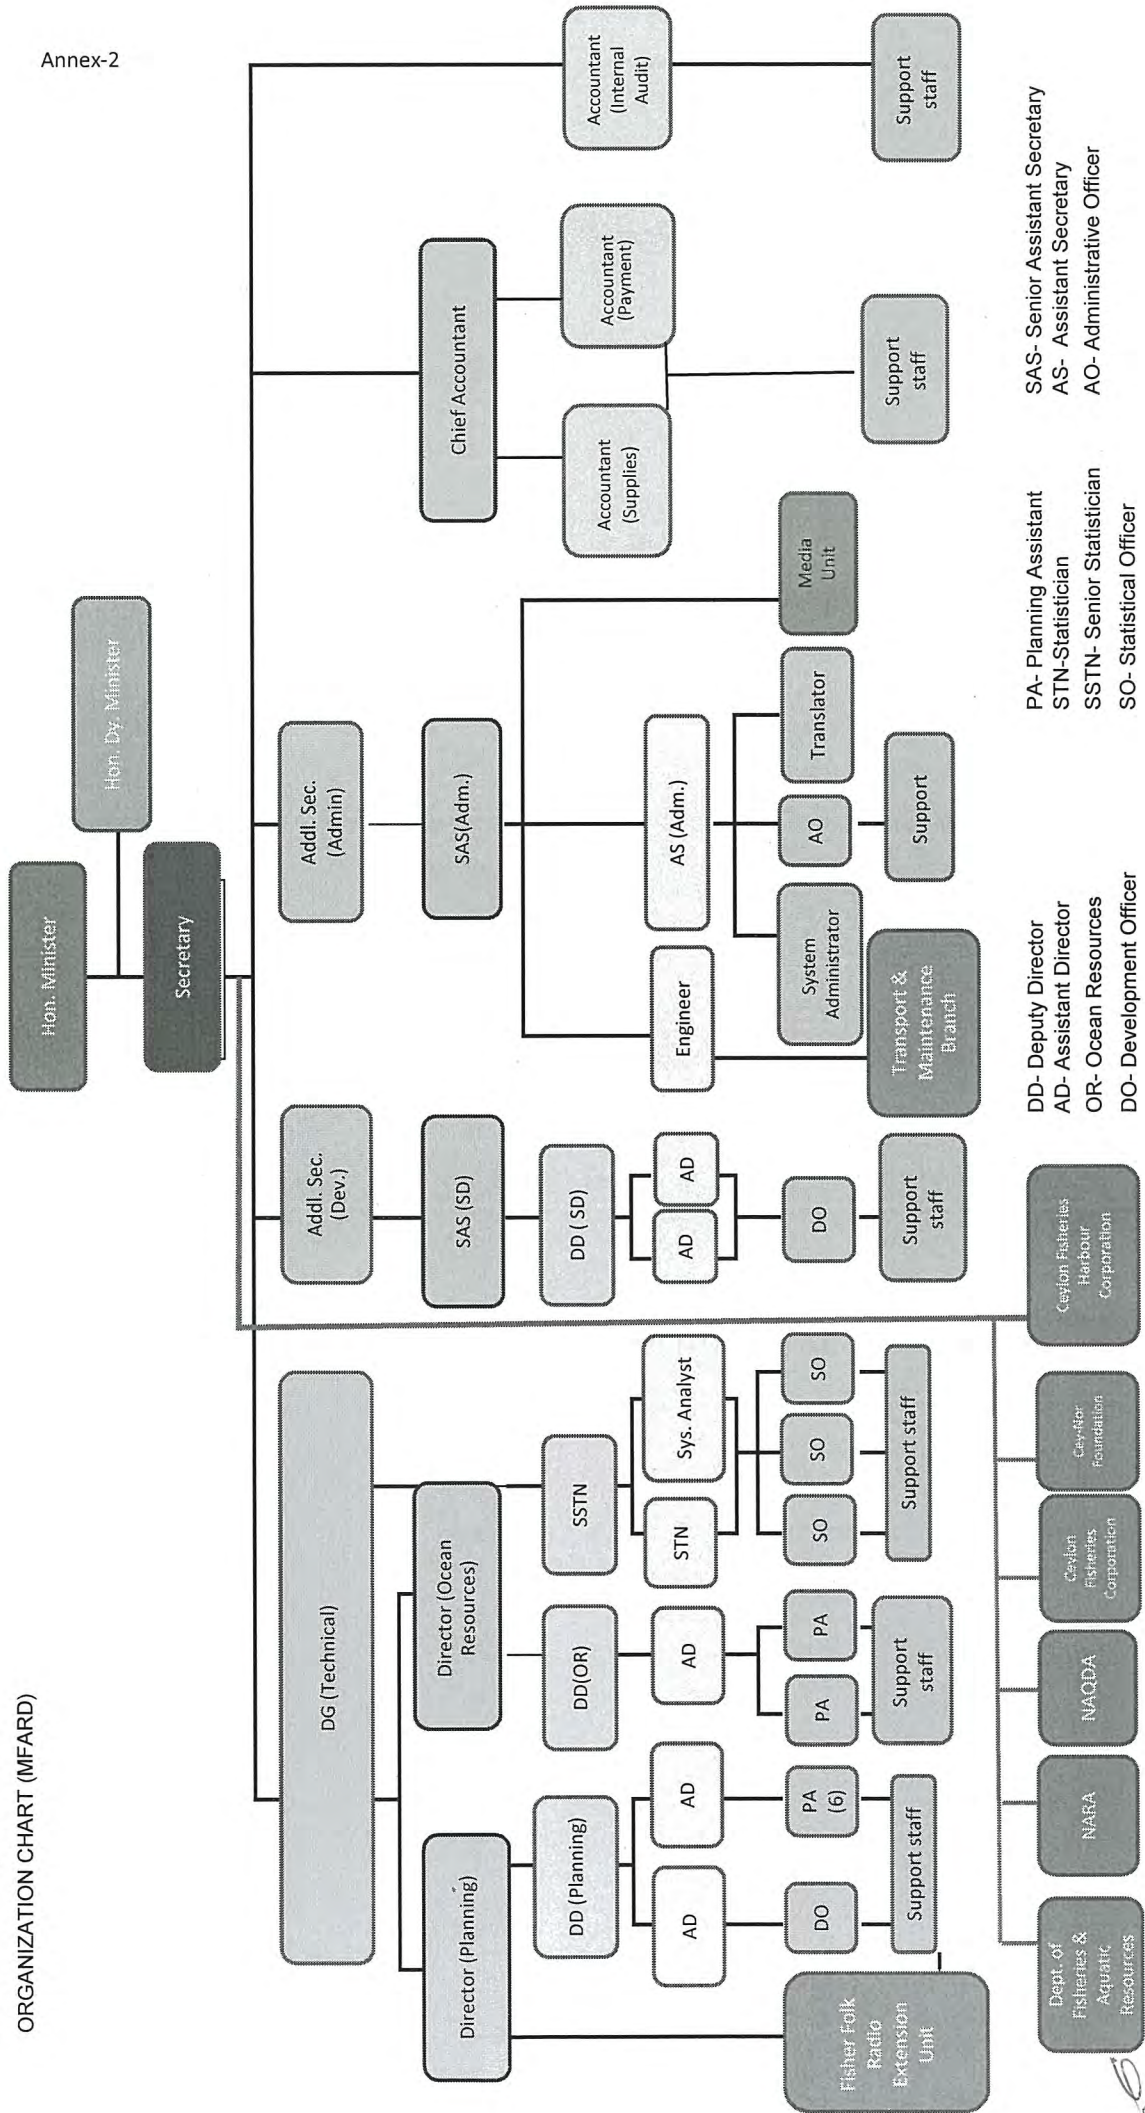 Annex-2
ORGANIZATION CHART (MFARD)
Hon. Minister
Hon. Dy. Minister
Secretary
DG (Technical)
Addl. Sec.
(Dev.)
Addl. Sec.
(Admin)
Director (Planning)
Director (Ocean
Resources)
SAS (SD)
SAS(Adm.)
Chief Accountant
DD (Planning)
DD(OR)
SSTN
DD ( SD)
Accountant
(Supplies)
Accountant
(Payment)
Accountant
(Internal
Audit)
AD
AD
AD
STN
Sys. Analyst
AD
AD
Engineer
AS (Adm.)
Fisher Folk
Radio
Extension
Unit
DO
PA
(6)
PA
PA
SO
SO
SO
DO
System
Administrator
AO
Translator
Media
Unit
Support staff
Support
staff
Support staff
Support
staff
Transport &
Maintenance
Branch
Support
Support
staff
Support
staff
Dept. of
Fisheries &
Aquatic
Resources
NARA
NAQDA
Ceylon
Fisheries
Corporation
Cey-Nor
Foundation
Ceylon Fisheries
Harbour
Corporation
DD- Deputy Director
AD- Assistant Director
OR- Ocean Resources
DO- Development Officer
PA- Planning Assistant
STN-Statistician
SSTN- Senior Statistician
SO- Statistical Officer
SAS- Senior Assistant Secretary
AS- Assistant Secretary
AO- Administrative Officer